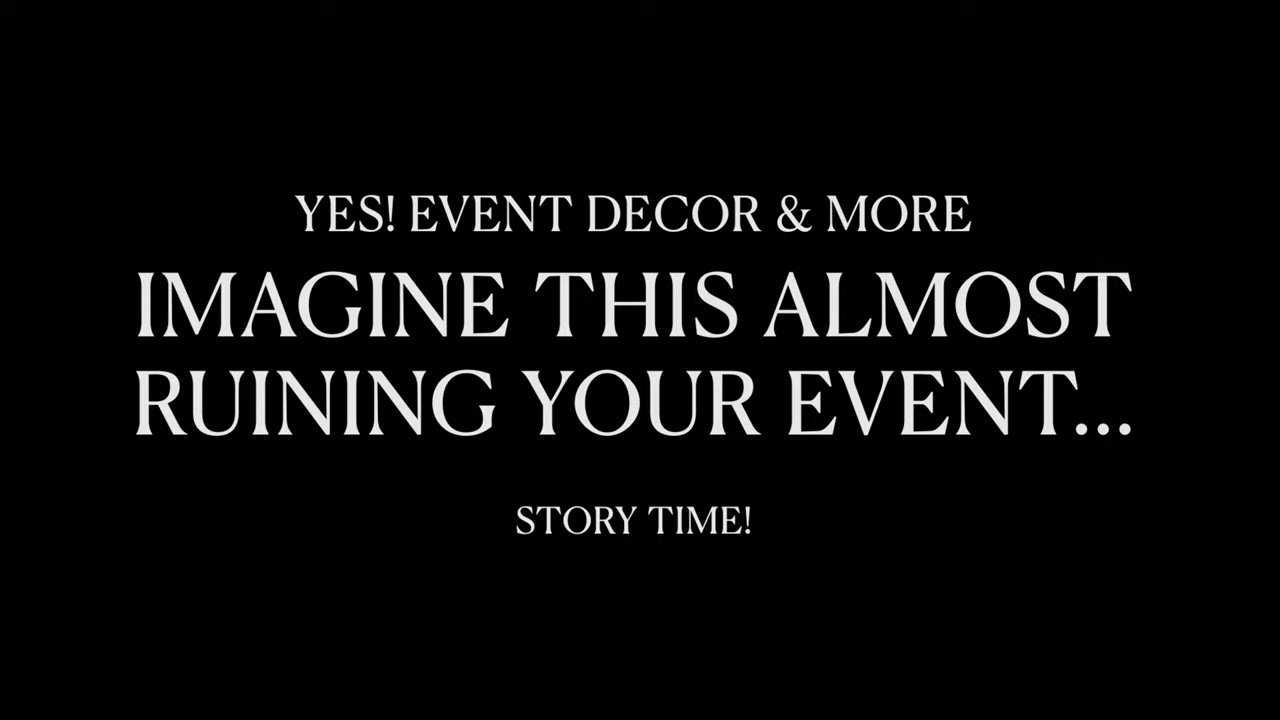 YES! EVENT DECOR & MORE
IMAGINE THIS ALMOST
RUINING YOUR EVENT...
STORY TIME!